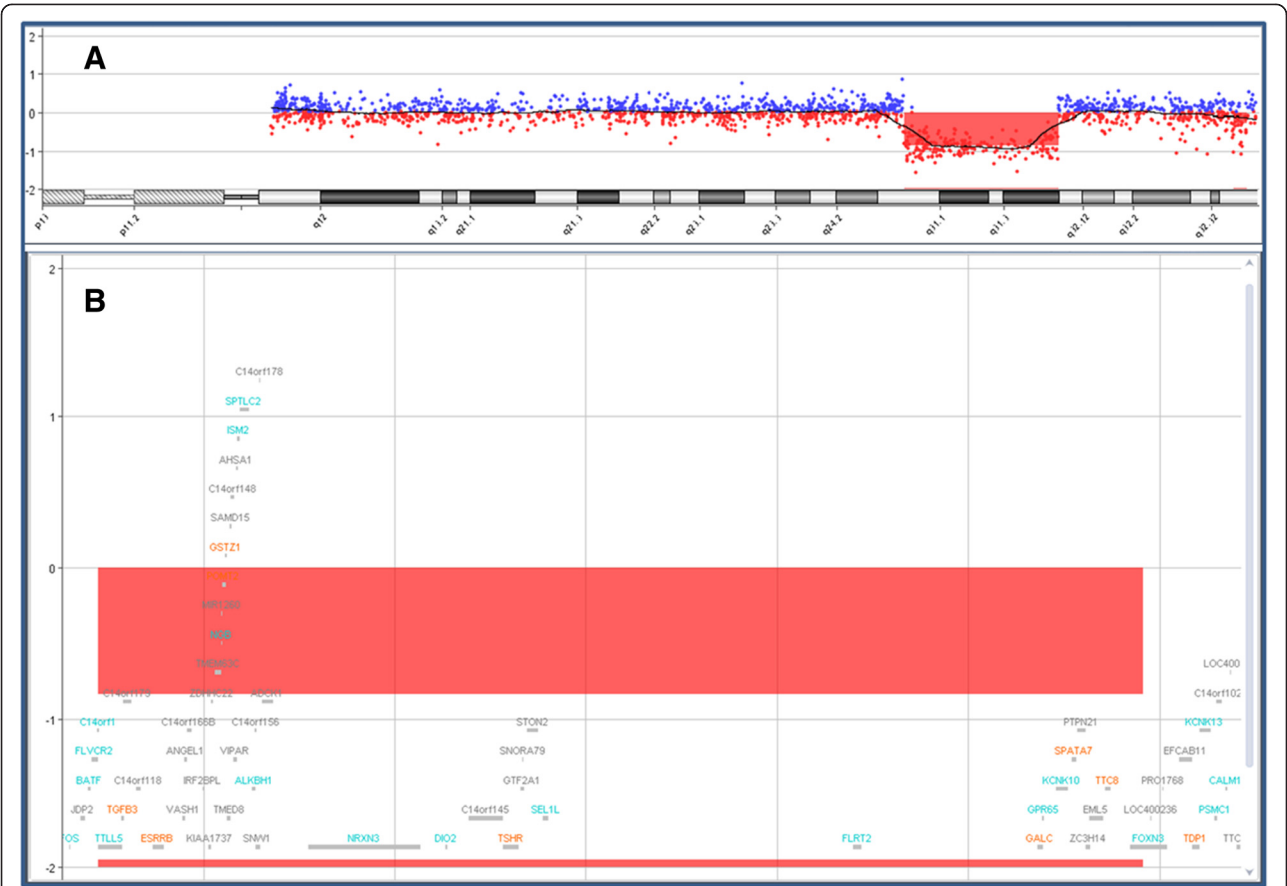 A
2
1
0
-1
-2
p13 p11.2 q12 q13.2 q21.1 q21.3 q22.2 q23.1 q23.3 q24.2 q31.1 q31.3 q32.12 q32.2 q32.32
B
2
1
0
-1
-2
C14orf178
SPTLC2
ISM2
AHSA1
C14orf148
SAMD15
GSTZ1
NGB
LOC400
C14orf102
C14orf1 C14orf166B C14orf156 STON2 PTPN21 KCNK13
FLVCR2 ANGEL1 VIPAR SNORA79 SPATA7 EFCAB11
BATF C14orf118 IRF2BPL ALKBH1 GTF2A1 KCNK10 TTC8 PRO1768 CALM1
JDP2 TGFB3 VASH1 TMED8 C14orf145 SEL1L GPR65 EML5 LOC400236 PSMC1
OS TTLL5 ESRRB KIAA1737 SNW1 NRXN3 DIO2 TSHR FLRT2 GALC ZC3H14 FOXN3 TDP1 TTC